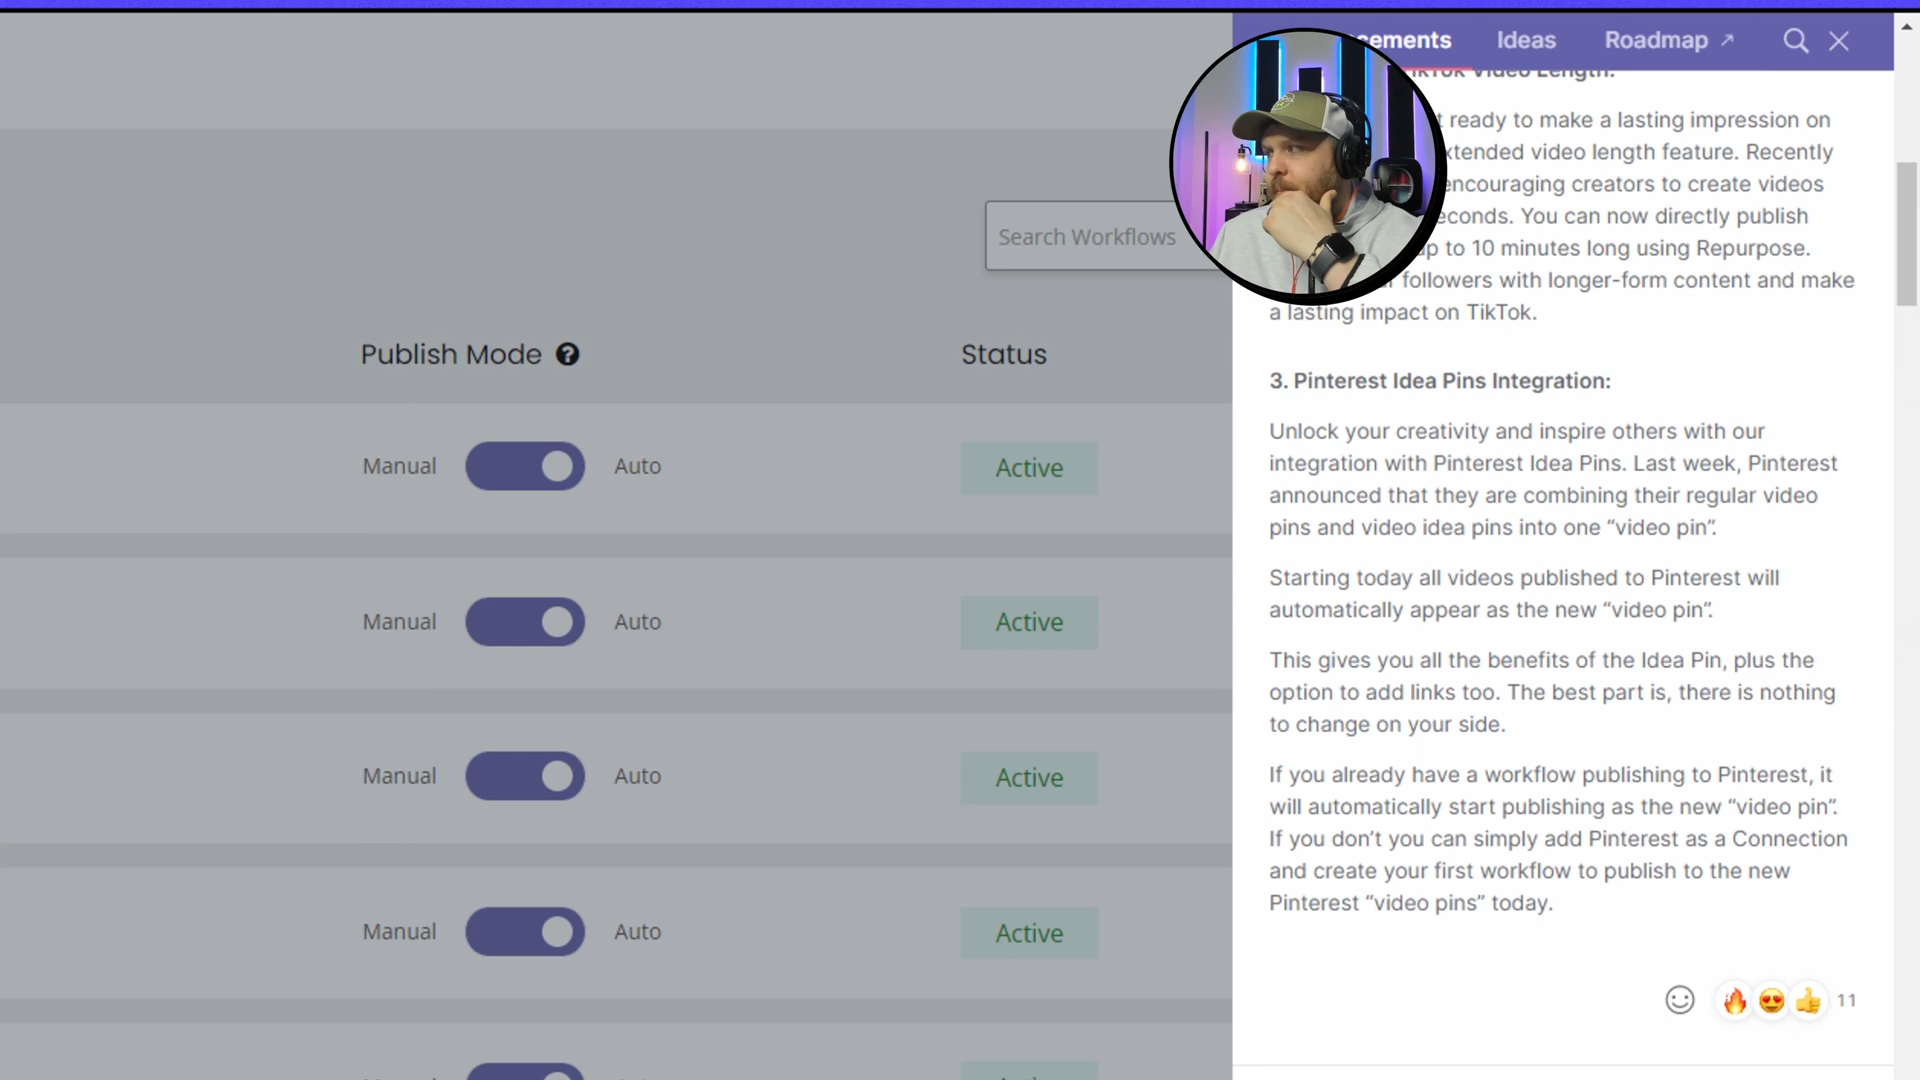 cements Ideas Roadmap
TikTok Video Length:
ready to make a lasting impression on
xtended video length feature. Recently
encouraging creators to create videos
econds. You can now directly publish
up to 10 minutes long using Repurpose.
followers with longer-form content and make
a lasting impact on TikTok.
Search Workflows
Publish Mode ?
Status
Manual Auto Active
Manual Auto Active
Manual Auto Active
Manual Auto Active
3. Pinterest Idea Pins Integration:
Unlock your creativity and inspire others with our
integration with Pinterest Idea Pins. Last week, Pinterest
announced that they are combining their regular video
pins and video idea pins into one “video pin”.
Starting today all videos published to Pinterest will
automatically appear as the new “video pin”.
This gives you all the benefits of the Idea Pin, plus the
option to add links too. The best part is, there is nothing
to change on your side.
If you already have a workflow publishing to Pinterest, it
will automatically start publishing as the new “video pin”.
If you don’t you can simply add Pinterest as a Connection
and create your first workflow to publish to the new
Pinterest “video pins” today.
11